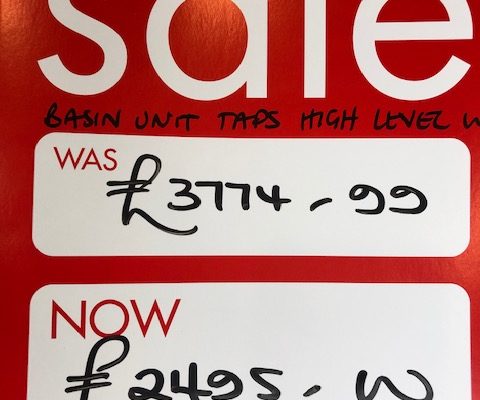 sale
BASIN UNIT TAPS HIGH LEVEL
WAS
£3774-99
NOW
£2495-